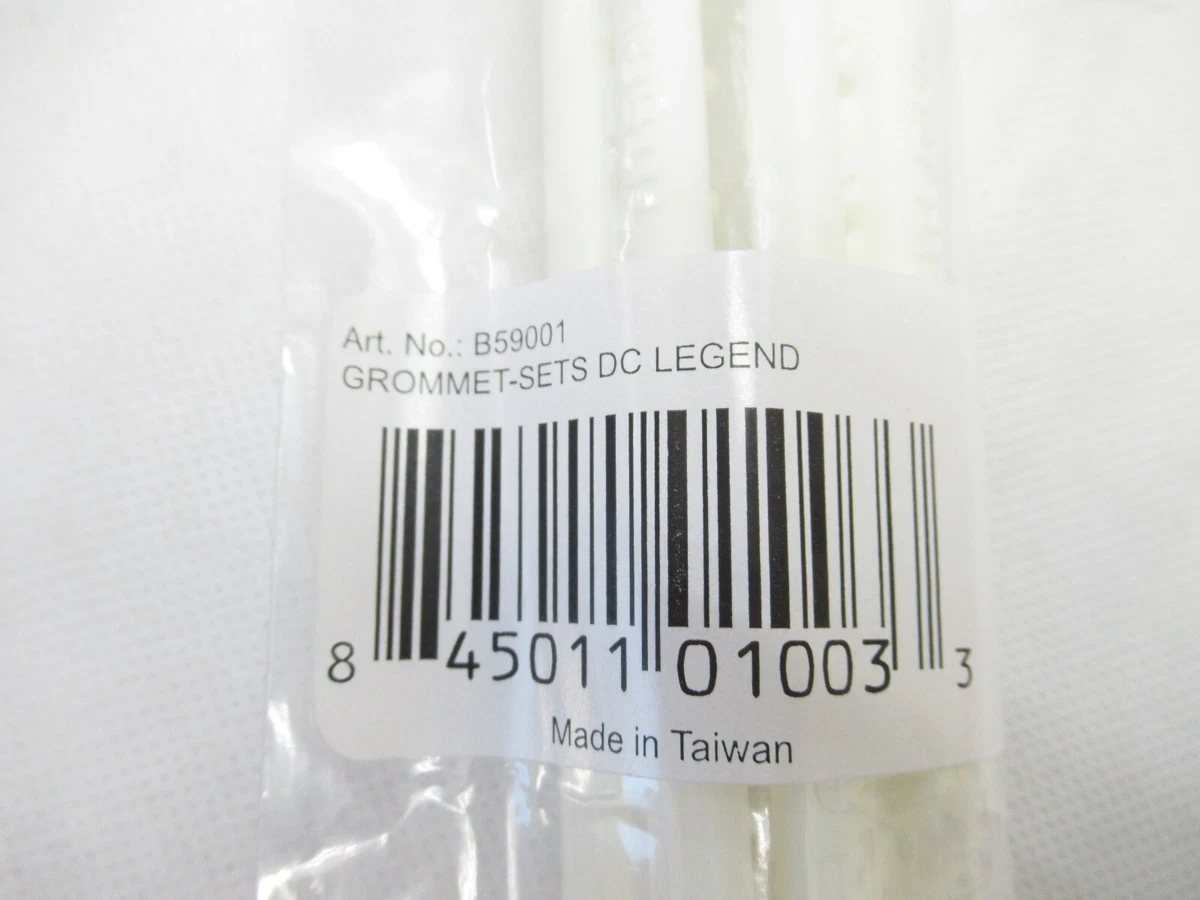 Art. No.: B59001
GROMMET-SETS DC LEGEND
8 45011 01003 3
Made in Taiwan